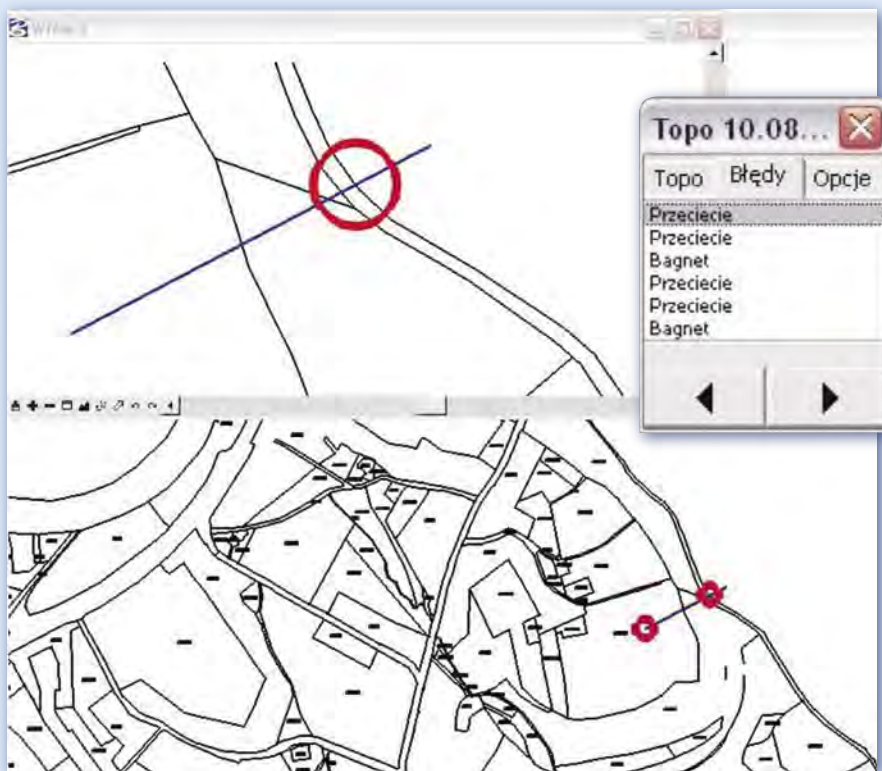 Topo 10.08...
Topo Błędy Opcje
Przeciecie
Przeciecie
Bagnet
Przeciecie
Przeciecie
Bagnet